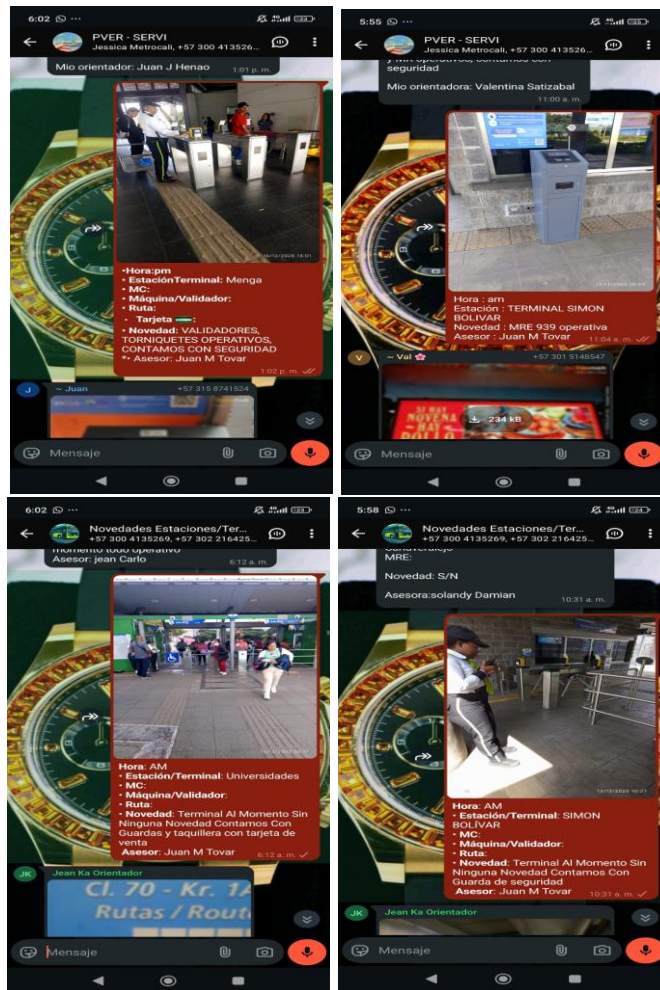 6:02
PVER - SERVI
Jessica Metrocali, +57 300 413526...
Mio orientador: Juan J Henao
1:01 p. m.
•Hora:pm
• EstaciónTerminal: Menga
• MC:
• Máquina/Validador:
• Ruta:
• Tarjeta :
• Novedad: VALIDADORES,
TORNIQUETES OPERATIVOS,
CONTAMOS CON SEGURIDAD
*• Asesor: Juan M Tovar
1:02 p. m.
J
~ Juan
+57 315 8741524
Mensaje
5:55
PVER - SERVI
Jessica Metrocali, +57 300 413526...
seguridad
Mio orientadora: Valentina Satizabal
11:00 a. m.
Hora : am
Estación : TERMINAL SIMON
BOLIVAR
Novedad : MRE 939 operativa
Asesor : Juan M Tovar
11:04 a. m.
V
~ Val
+57 301 5148547
SI HAY
NOVENA
HAY
POLLO
234 kB
Mensaje
6:02
Novedades Estaciones/Ter...
+57 300 4135269, +57 302 216425...
momento todo operativo
Asesor: jean Carlo
6:12 a. m.
Hora: AM
• Estación/Terminal: Universidades
• MC:
• Máquina/Validador:
• Ruta:
• Novedad: Terminal Al Momento Sin
Ninguna Novedad Contamos Con
Guardas y taquillera con tarjeta de
venta
Asesor: Juan M Tovar
6:12 a. m.
JK
Jean Ka Orientador
Cl. 70 - Kr. 1A
Rutas / Rout
Mensaje
5:58
Novedades Estaciones/Ter...
+57 300 4135269, +57 302 216425...
MRE:
Novedad: S/N
Asesora:solandy Damian
10:31 a. m.
Hora: AM
• Estación/Terminal: SIMON
BOLÍVAR
• MC:
• Máquina/Validador:
• Ruta:
• Novedad: Terminal Al Momento Sin
Ninguna Novedad Contamos Con
Guarda de seguridad
Asesor: Juan M Tovar
10:31 a. m.
JK
Jean Ka Orientador
Mensaje